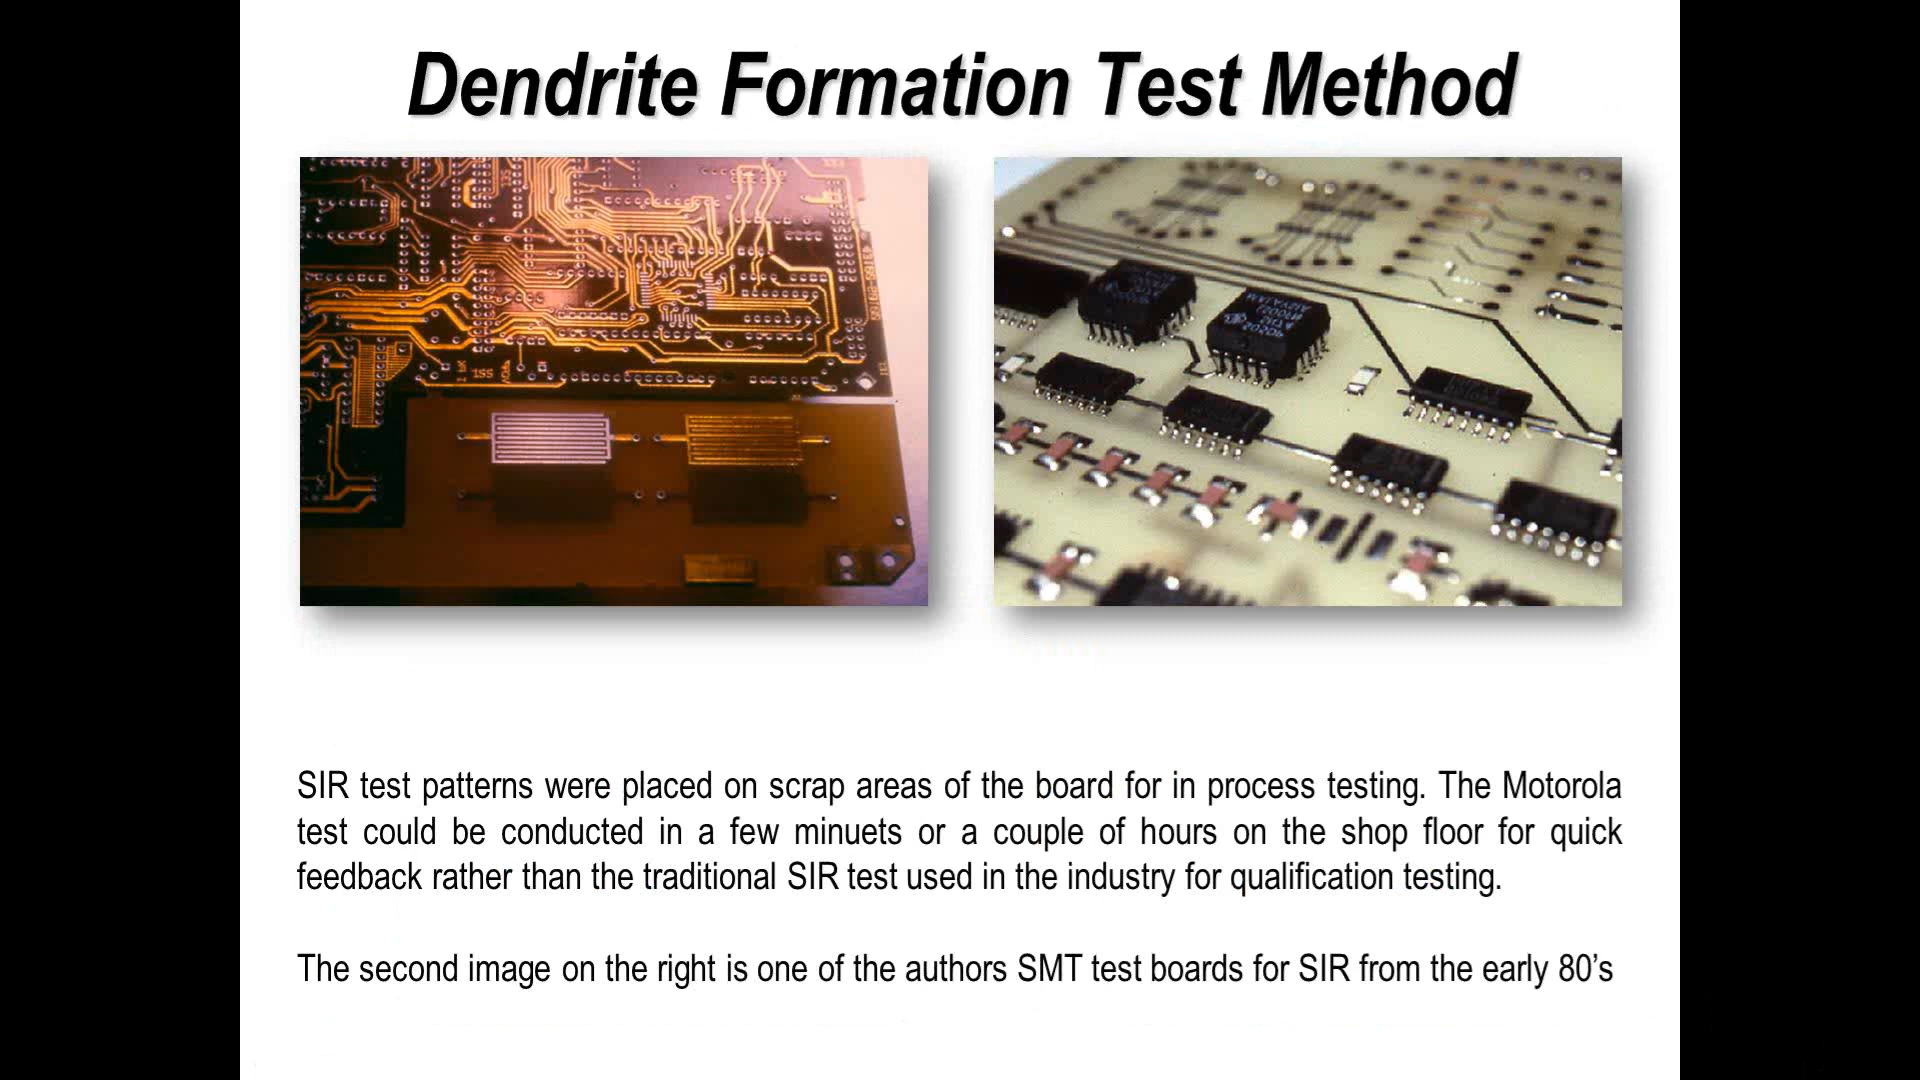 Dendrite Formation Test Method
SIR test patterns were placed on scrap areas of the board for in process testing. The Motorola
test could be conducted in a few minuets or a couple of hours on the shop floor for quick
feedback rather than the traditional SIR test used in the industry for qualification testing.
The second image on the right is one of the authors SMT test boards for SIR from the early 80’s